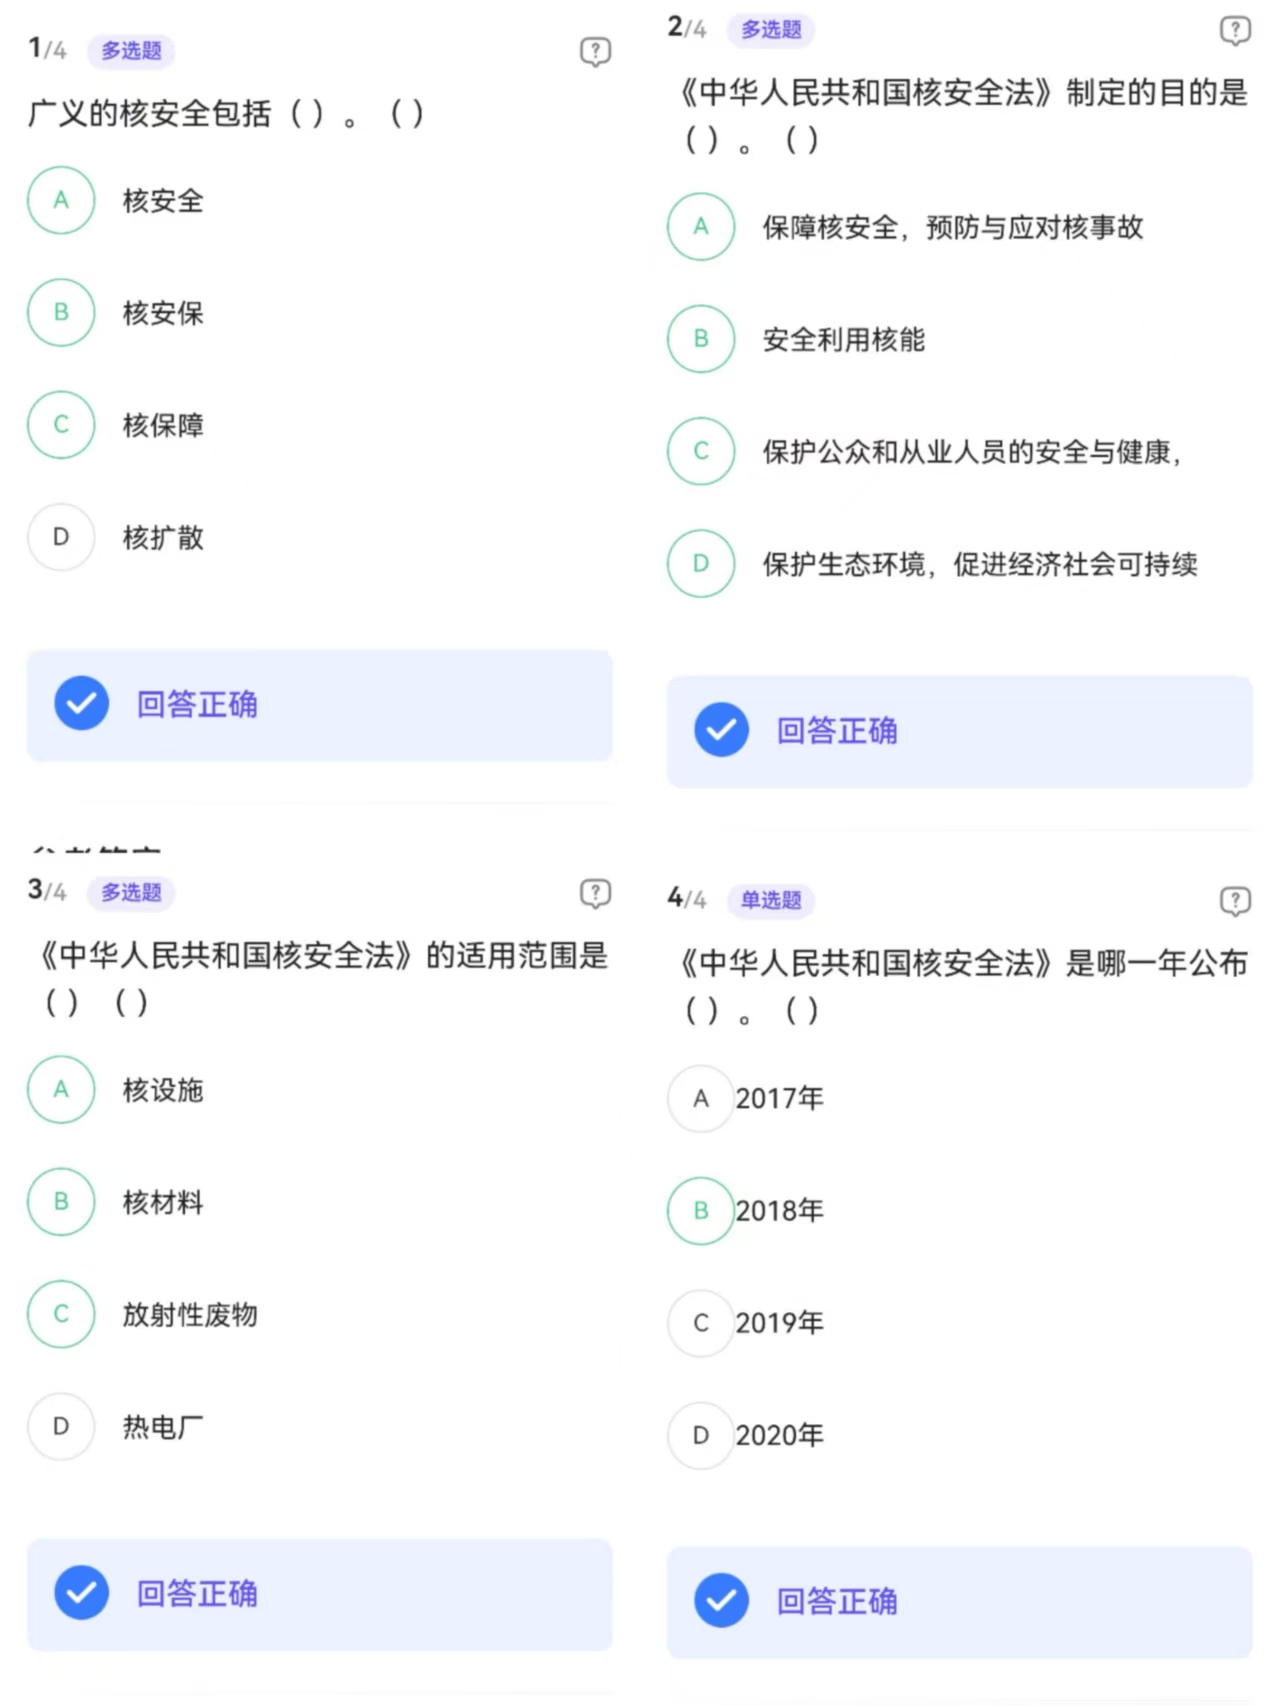 1/4 多选题
广义的核安全包括（ ）。（ ）
A 核安全
B 核安保
C 核保障
D 核扩散
回答正确
2/4 多选题
《中华人民共和国核安全法》制定的目的是
（ ）。（ ）
A 保障核安全，预防与应对核事故
B 安全利用核能
C 保护公众和从业人员的安全与健康，
D 保护生态环境，促进经济社会可持续
回答正确
3/4 多选题
《中华人民共和国核安全法》的适用范围是
（ ）（ ）
A 核设施
B 核材料
C 放射性废物
D 热电厂
回答正确
4/4 单选题
《中华人民共和国核安全法》是哪一年公布
（ ）。（ ）
A 2017年
B 2018年
C 2019年
D 2020年
回答正确